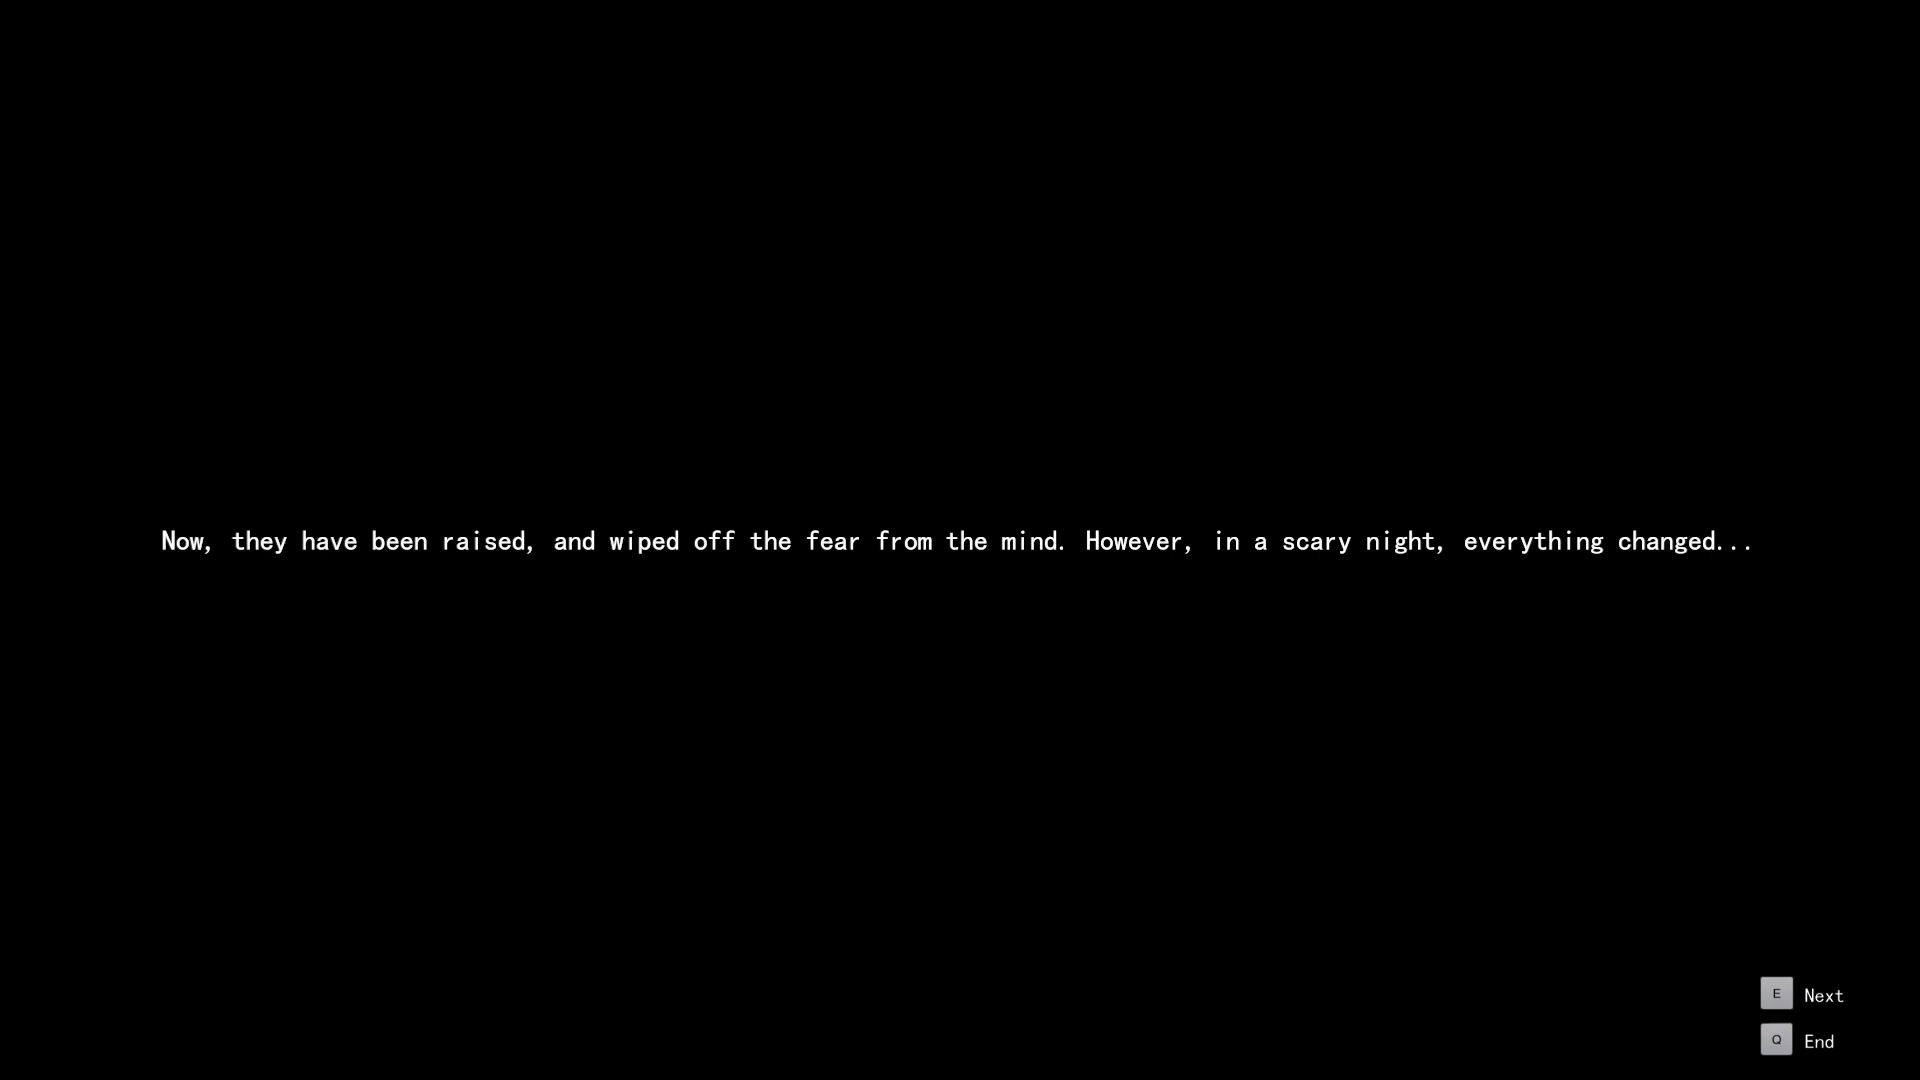 Now, they have been raised, and wiped off the fear from the mind. However, in a scary night, everything changed...
E Next
Q End